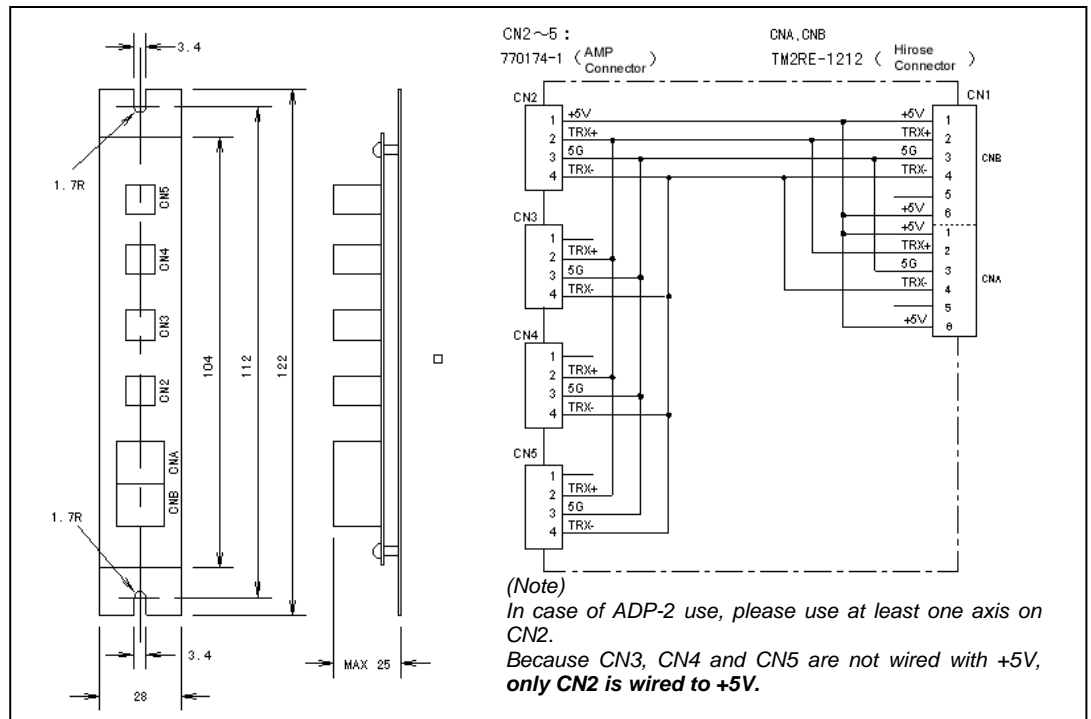 3.4
1.7R
CN5
CN4
CN3
CN2
CNA
CNB
104
112
122
1.7R
3.4
28
MAX 25
CN2～5 :
770174-1 ( AMP Connector )
CNA,CNB
TM2RE-1212 ( Hirose Connector )
CN2
1 +5V
2 TRX+
3 5G
4 TRX-
CN3
1
2 TRX+
3 5G
4 TRX-
CN4
1
2 TRX+
3 5G
4 TRX-
CN5
1
2 TRX+
3 5G
4 TRX-
CN1
+5V 1
TRX+ 2
5G 3
TRX- 4
5
+5V 6
CNB
+5V 1
TRX+ 2
5G 3
TRX- 4
5
+5V 6
CNA
(Note)
In case of ADP-2 use, please use at least one axis on
CN2.
Because CN3, CN4 and CN5 are not wired with +5V,
only CN2 is wired to +5V.